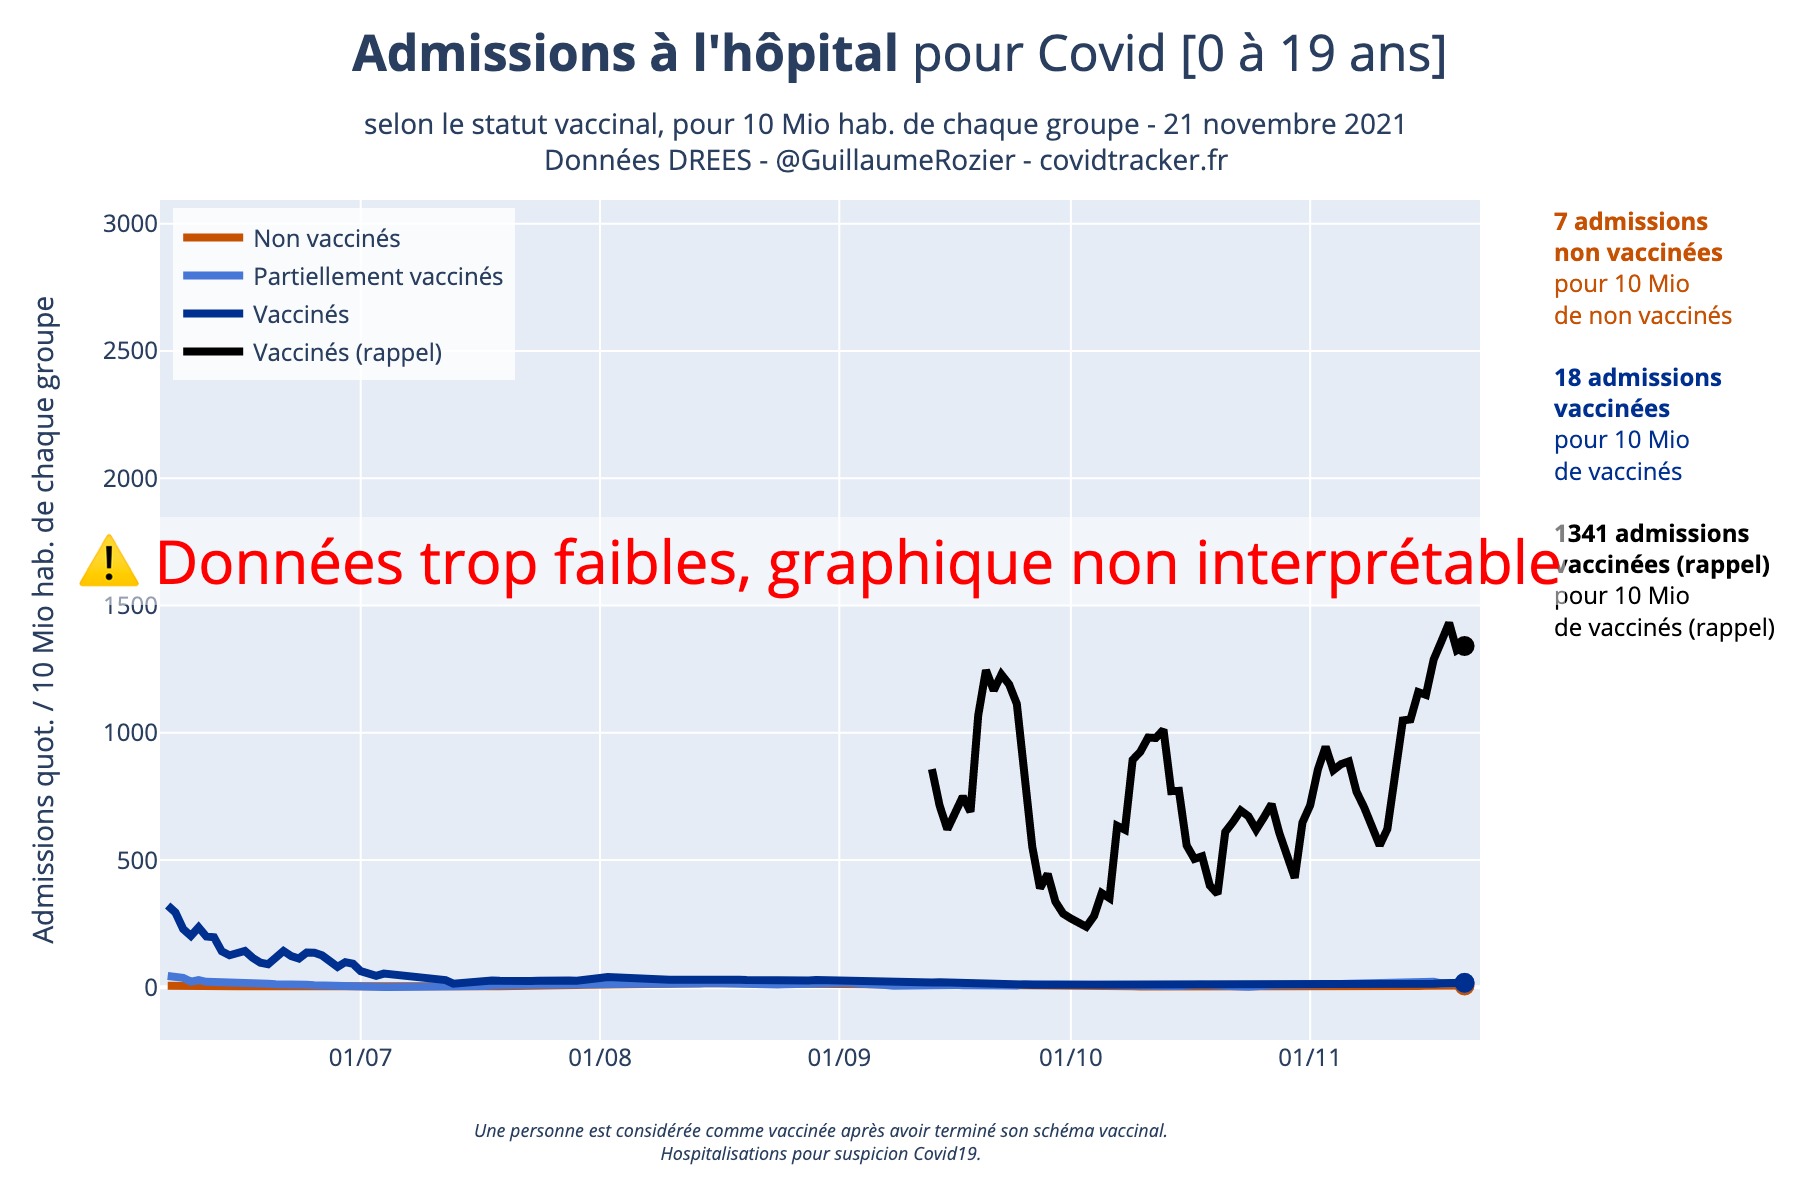 Admissions à l'hôpital pour Covid [0 à 19 ans]
selon le statut vaccinal, pour 10 Mio hab. de chaque groupe - 21 novembre 2021
Données DREES - @GuillaumeRozier - covidtracker.fr
Admissions quot. / 10 Mio hab. de chaque groupe
3000
2500
2000
1500
1000
500
0
Non vaccinés
Partiellement vaccinés
Vaccinés
Vaccinés (rappel)
Données trop faibles, graphique non interprétable
7 admissions
non vaccinées
pour 10 Mio
de non vaccinés
18 admissions
vaccinées
pour 10 Mio
de vaccinés
1341 admissions
vaccinées (rappel)
pour 10 Mio
de vaccinés (rappel)
01/07
01/08
01/09
01/10
01/11
Une personne est considérée comme vaccinée après avoir terminé son schéma vaccinal.
Hospitalisations pour suspicion Covid19.